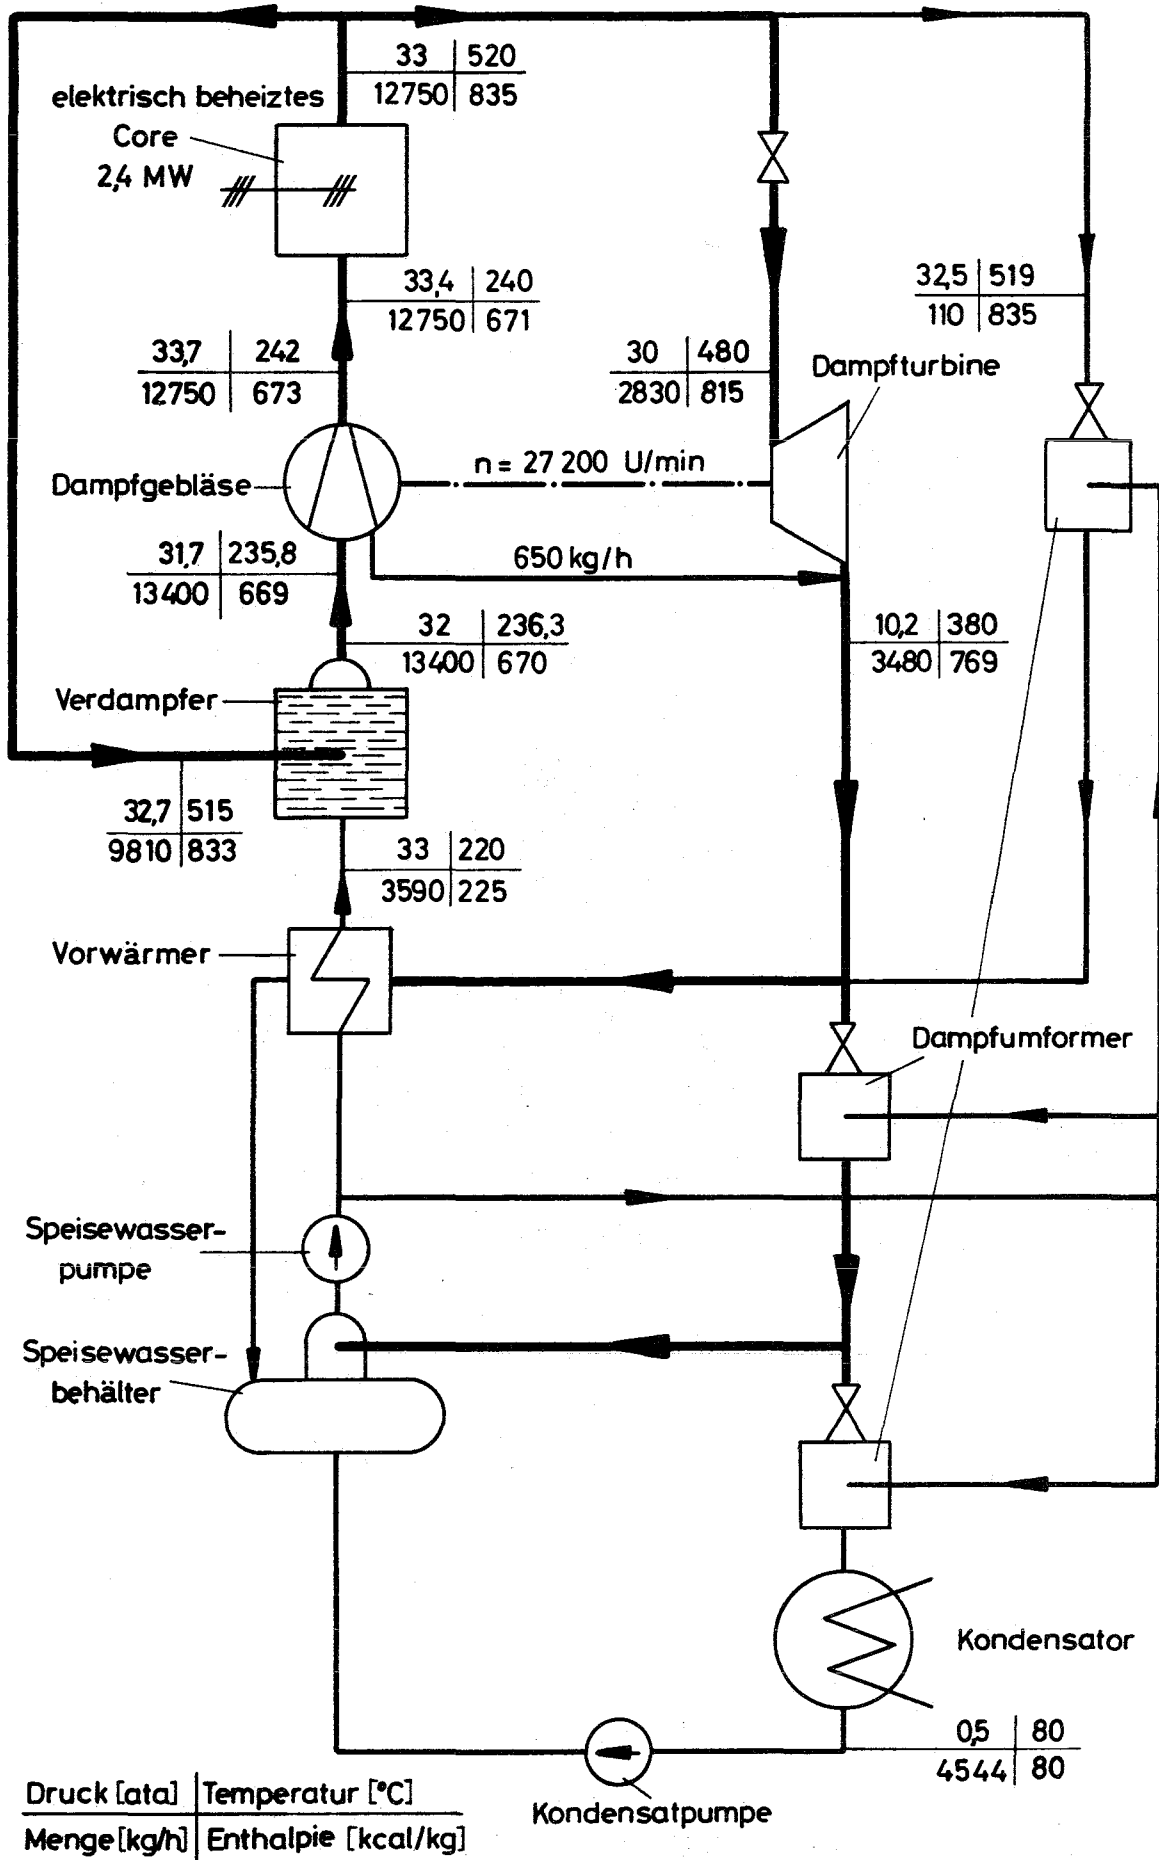 33 520
12750 835
elektrisch beheiztes
Core
2,4 MW
33,4 240
12750 671
32,5 519
110 835
33,7 242
12750 673
30 480
2830 815
Dampfturbine
n = 27 200 U/min
Dampfgebläse
31,7 235,8
13400 669
650 kg/h
32 236,3
13400 670
10,2 380
3480 769
Verdampfer
32,7 515
9810 833
33 220
3590 225
Vorwärmer
Dampfumformer
Speisewasser-
pumpe
Speisewasser-
behälter
Kondensator
0,5 80
4544 80
Kondensatpumpe
Druck [ata] Temperatur [°C]
Menge [kg/h] Enthalpie [kcal/kg]